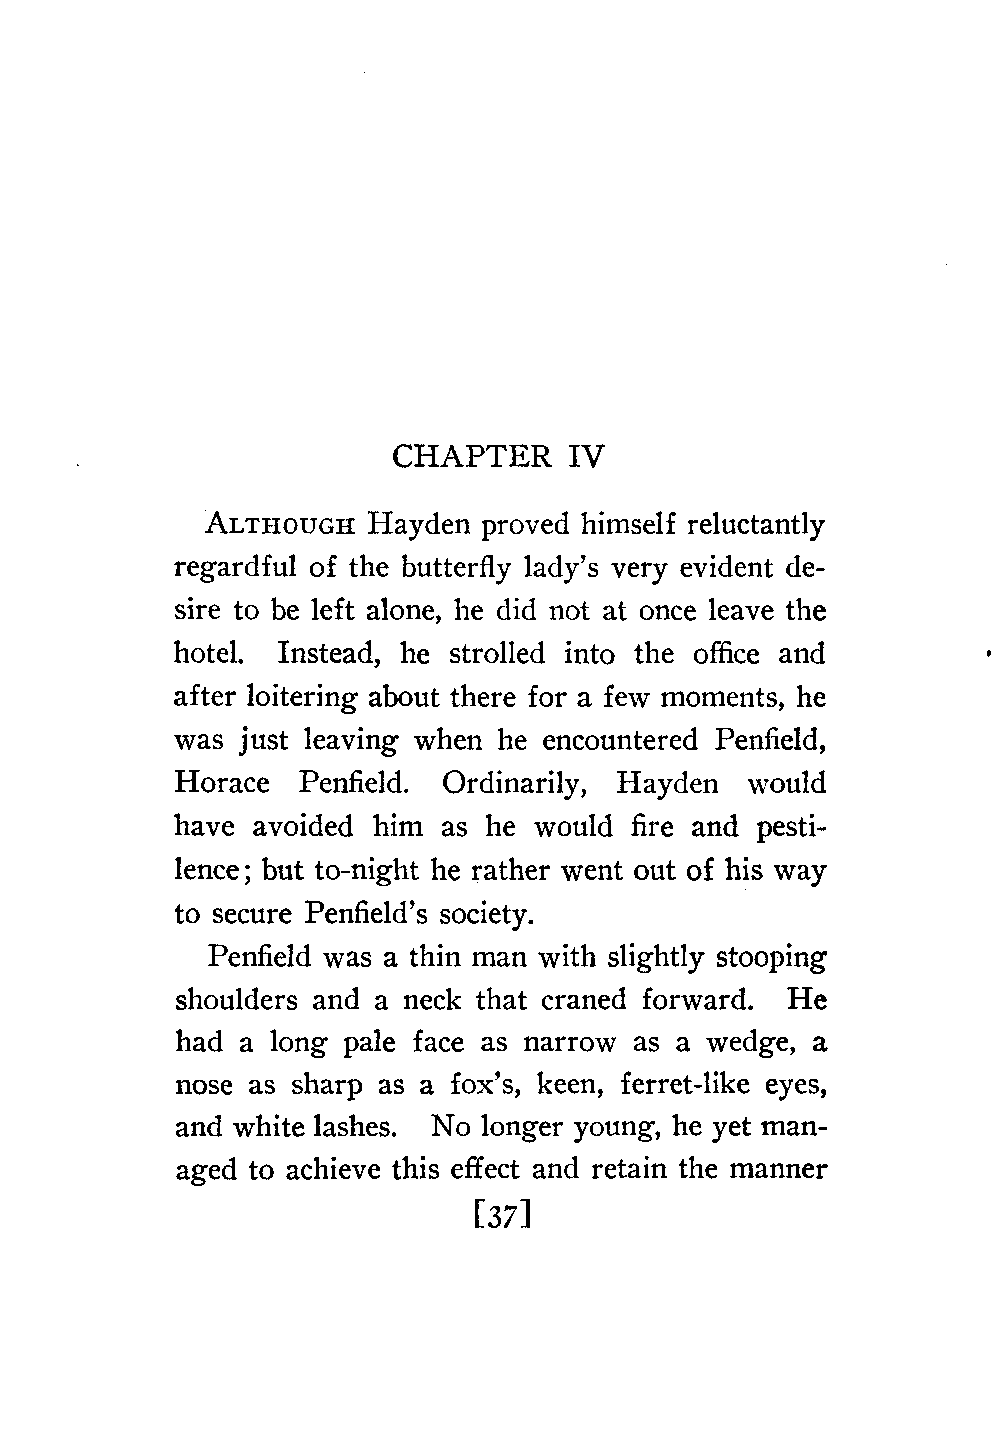 CHAPTER IV
ALTHOUGH Hayden proved himself reluctantly
regardful of the butterfly lady's very evident de-
sire to be left alone, he did not at once leave the
hotel. Instead, he strolled into the office and
after loitering about there for a few moments, he
was just leaving when he encountered Penfield,
Horace Penfield. Ordinarily, Hayden would
have avoided him as he would fire and pesti-
lence; but to-night he rather went out of his way
to secure Penfield's society.
Penfield was a thin man with slightly stooping
shoulders and a neck that craned forward. He
had a long pale face as narrow as a wedge, a
nose as sharp as a fox's, keen, ferret-like eyes,
and white lashes. No longer young, he yet man-
aged to achieve this effect and retain the manner
[37]